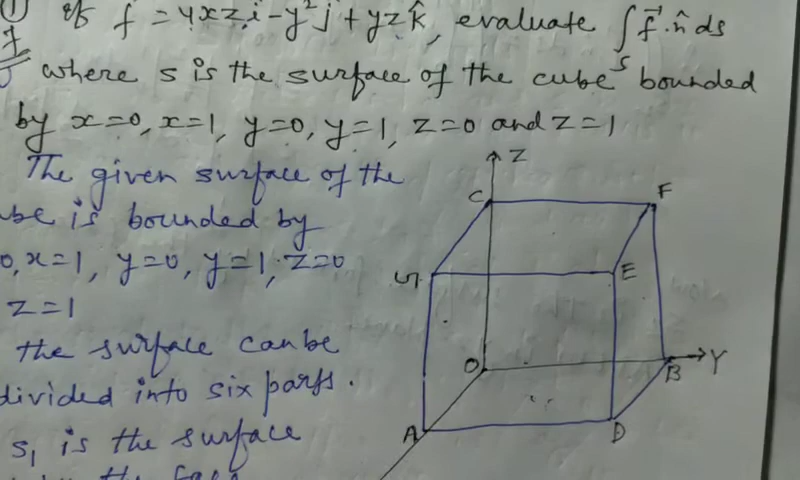 ① If f = 4xz i - y² j + yz k̂, evaluate ∫ₛ f⃗ . n̂ ds
where s is the surface of the cube bounded
by x=0, x=1, y=0, y=1, z=0 and z=1
The given surface of the
ube is bounded by
0, x=1, y=0, y=1, z=0
z=1
the surface can be
divided into six parts.
S₁ is the surface
Z
C
F
G
E
O
B
Y
A
D